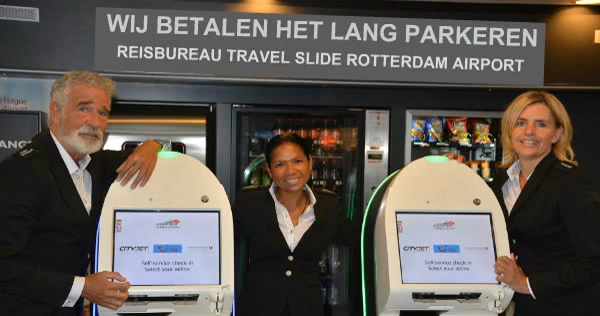 WIJ BETALEN HET LANG PARKEREN
REISBUREAU TRAVEL SLIDE ROTTERDAM AIRPORT
Hague
CITYJET
Self-service check-in
Select your airline
CITYJET
Self-service check-in
Select your airline